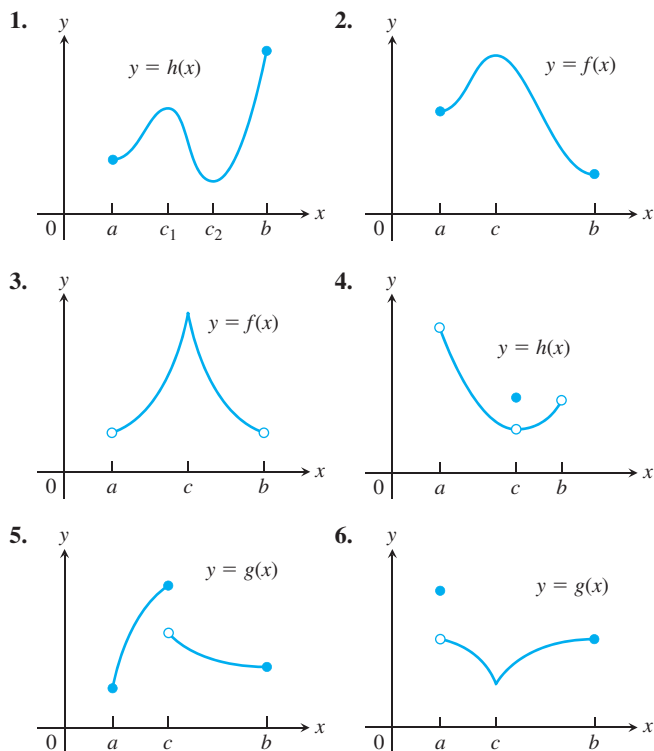 1.
y
y = h(x)
x
0 a c₁ c₂ b
2.
y
y = f(x)
x
0 a c b
3.
y
y = f(x)
x
0 a c b
4.
y
y = h(x)
x
0 a c b
5.
y
y = g(x)
x
0 a c b
6.
y
y = g(x)
x
0 a c b